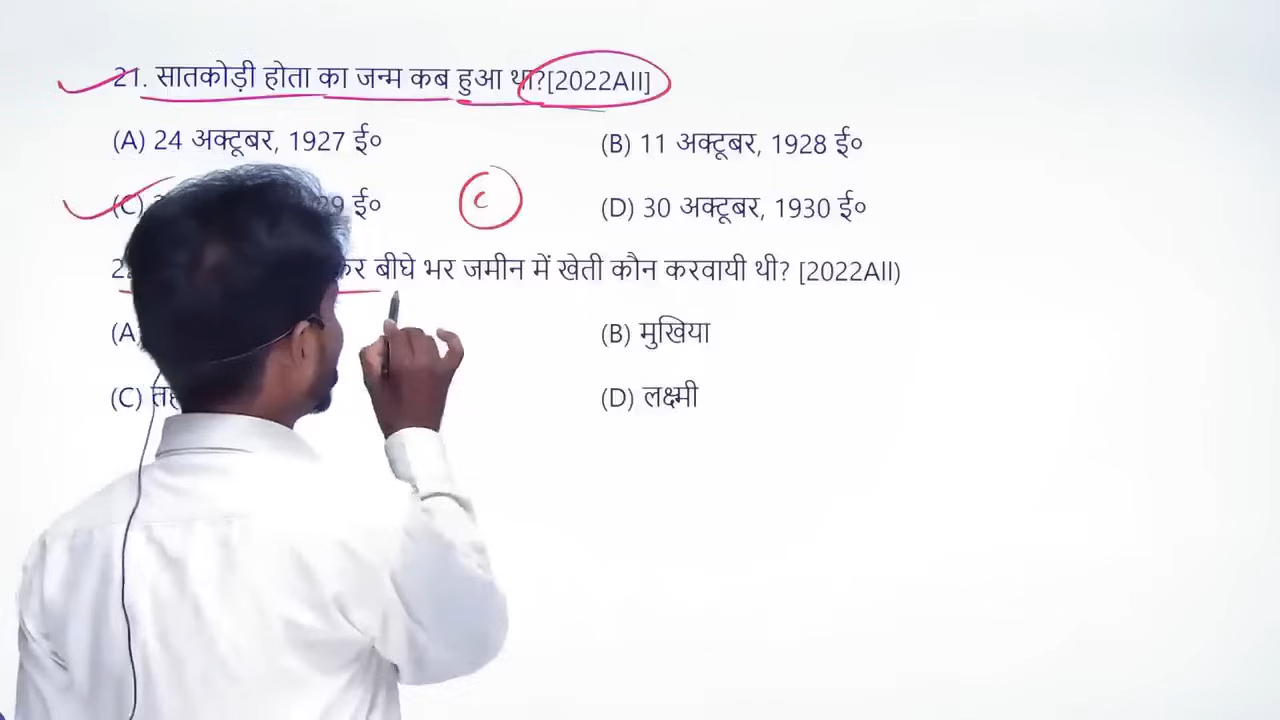 21. सातकोड़ी होता का जन्म कब हुआ था?[2022AII]
(A) 24 अक्टूबर, 1927 ई० (B) 11 अक्टूबर, 1928 ई०
(C) 29 ई० C (D) 30 अक्टूबर, 1930 ई०
कर बीघे भर जमीन में खेती कौन करवायी थी? [2022AII)
(A) (B) मुखिया
(C) (D) लक्ष्मी